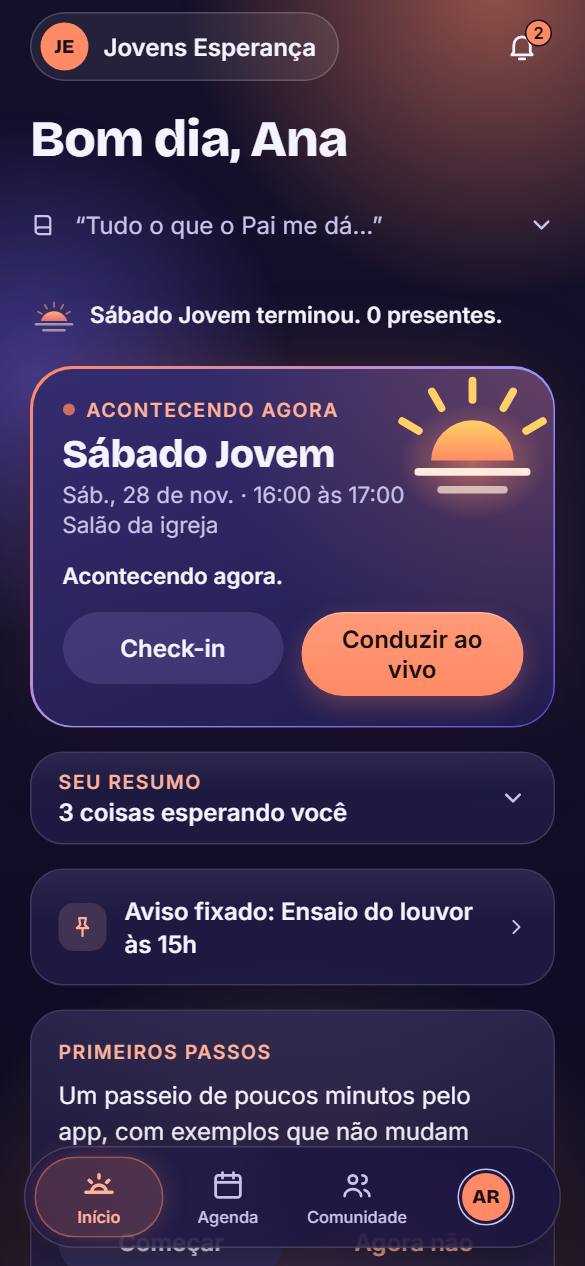 JE Jovens Esperança 2
Bom dia, Ana
“Tudo o que o Pai me dá...”
Sábado Jovem terminou. 0 presentes.
ACONTECENDO AGORA
Sábado Jovem
Sáb., 28 de nov. · 16:00 às 17:00
Salão da igreja
Acontecendo agora.
Check-in
Conduzir ao
vivo
SEU RESUMO
3 coisas esperando você
Aviso fixado: Ensaio do louvor
às 15h
PRIMEIROS PASSOS
Um passeio de poucos minutos pelo
app, com exemplos que não mudam
Início Agenda Comunidade AR
Começar Agora não